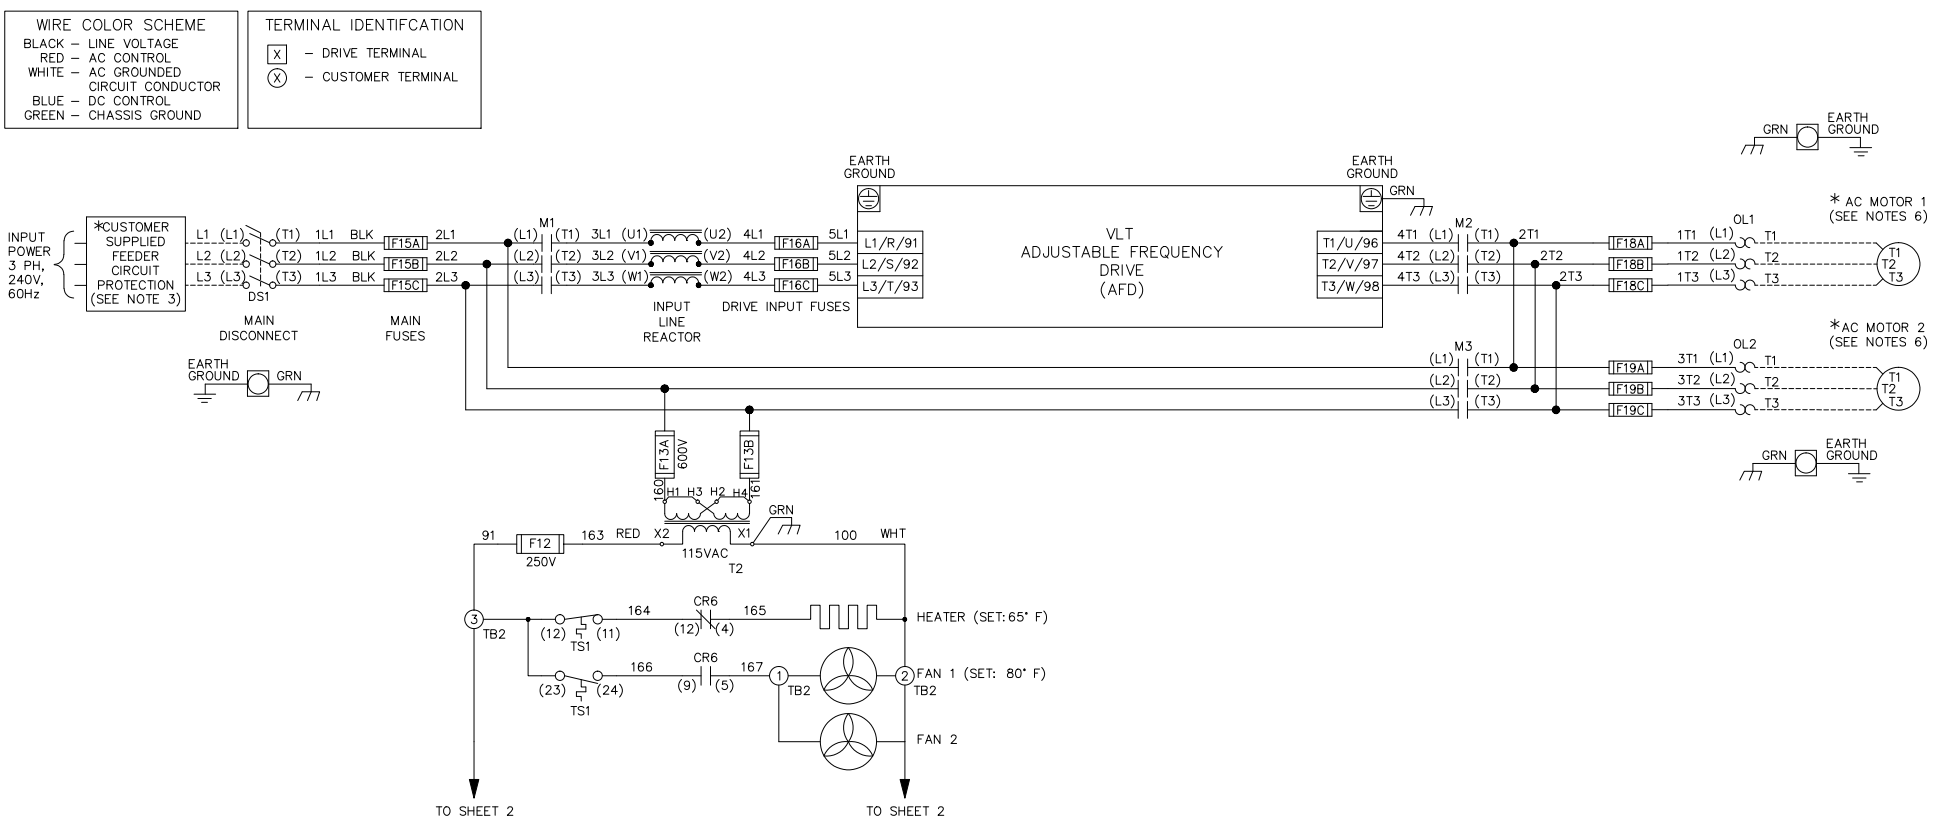 WIRE COLOR SCHEME
BLACK – LINE VOLTAGE
RED – AC CONTROL
WHITE – AC GROUNDED
CIRCUIT CONDUCTOR
BLUE – DC CONTROL
GREEN – CHASSIS GROUND
TERMINAL IDENTIFCATION
X – DRIVE TERMINAL
X – CUSTOMER TERMINAL
GRN
EARTH
GROUND
INPUT
POWER
3 PH,
240V,
60Hz
*CUSTOMER
SUPPLIED
FEEDER
CIRCUIT
PROTECTION
(SEE NOTE 3)
L1 (L1) (T1) 1L1 BLK F15A 2L1 (L1) M1 (T1) 3L1 (U1) (U2) 4L1 F16A 5L1 L1/R/91
L2 (L2) (T2) 1L2 BLK F15B 2L2 (L2) (T2) 3L2 (V1) (V2) 4L2 F16B 5L2 L2/S/92
L3 (L3) (T3) 1L3 BLK F15C 2L3 (L3) (T3) 3L3 (W1) (W2) 4L3 F16C 5L3 L3/T/93
DS1
MAIN
DISCONNECT
MAIN
FUSES
INPUT
LINE
REACTOR
DRIVE INPUT FUSES
EARTH
GROUND
VLT
ADJUSTABLE FREQUENCY
DRIVE
(AFD)
EARTH
GROUND
GRN
T1/U/96 4T1 (L1) M2 (T1) 2T1 F18A 1T1 (L1) OL1 T1
T2/V/97 4T2 (L2) (T2) 2T2 F18B 1T2 (L2) T2
T3/W/98 4T3 (L3) (T3) 2T3 F18C 1T3 (L3) T3
* AC MOTOR 1
(SEE NOTES 6)
T1
T2
T3
EARTH
GROUND
GRN
(L1) M3 (T1) F19A 3T1 (L1) OL2 T1
(L2) (T2) F19B 3T2 (L2) T2
(L3) (T3) F19C 3T3 (L3) T3
* AC MOTOR 2
(SEE NOTES 6)
T1
T2
T3
GRN
EARTH
GROUND
F13A
600V
F13B
160
H1 H3 H2 H4
161
GRN
91 F12 163 RED X2 X1 100 WHT
250V
115VAC
T2
3
TB2
(12) (11)
TS1
164
CR6
(12) (4)
165
HEATER (SET:65° F)
(23) (24)
TS1
166
CR6
(9) (5)
167
1
TB2
2
TB2
FAN 1 (SET: 80° F)
FAN 2
TO SHEET 2
TO SHEET 2